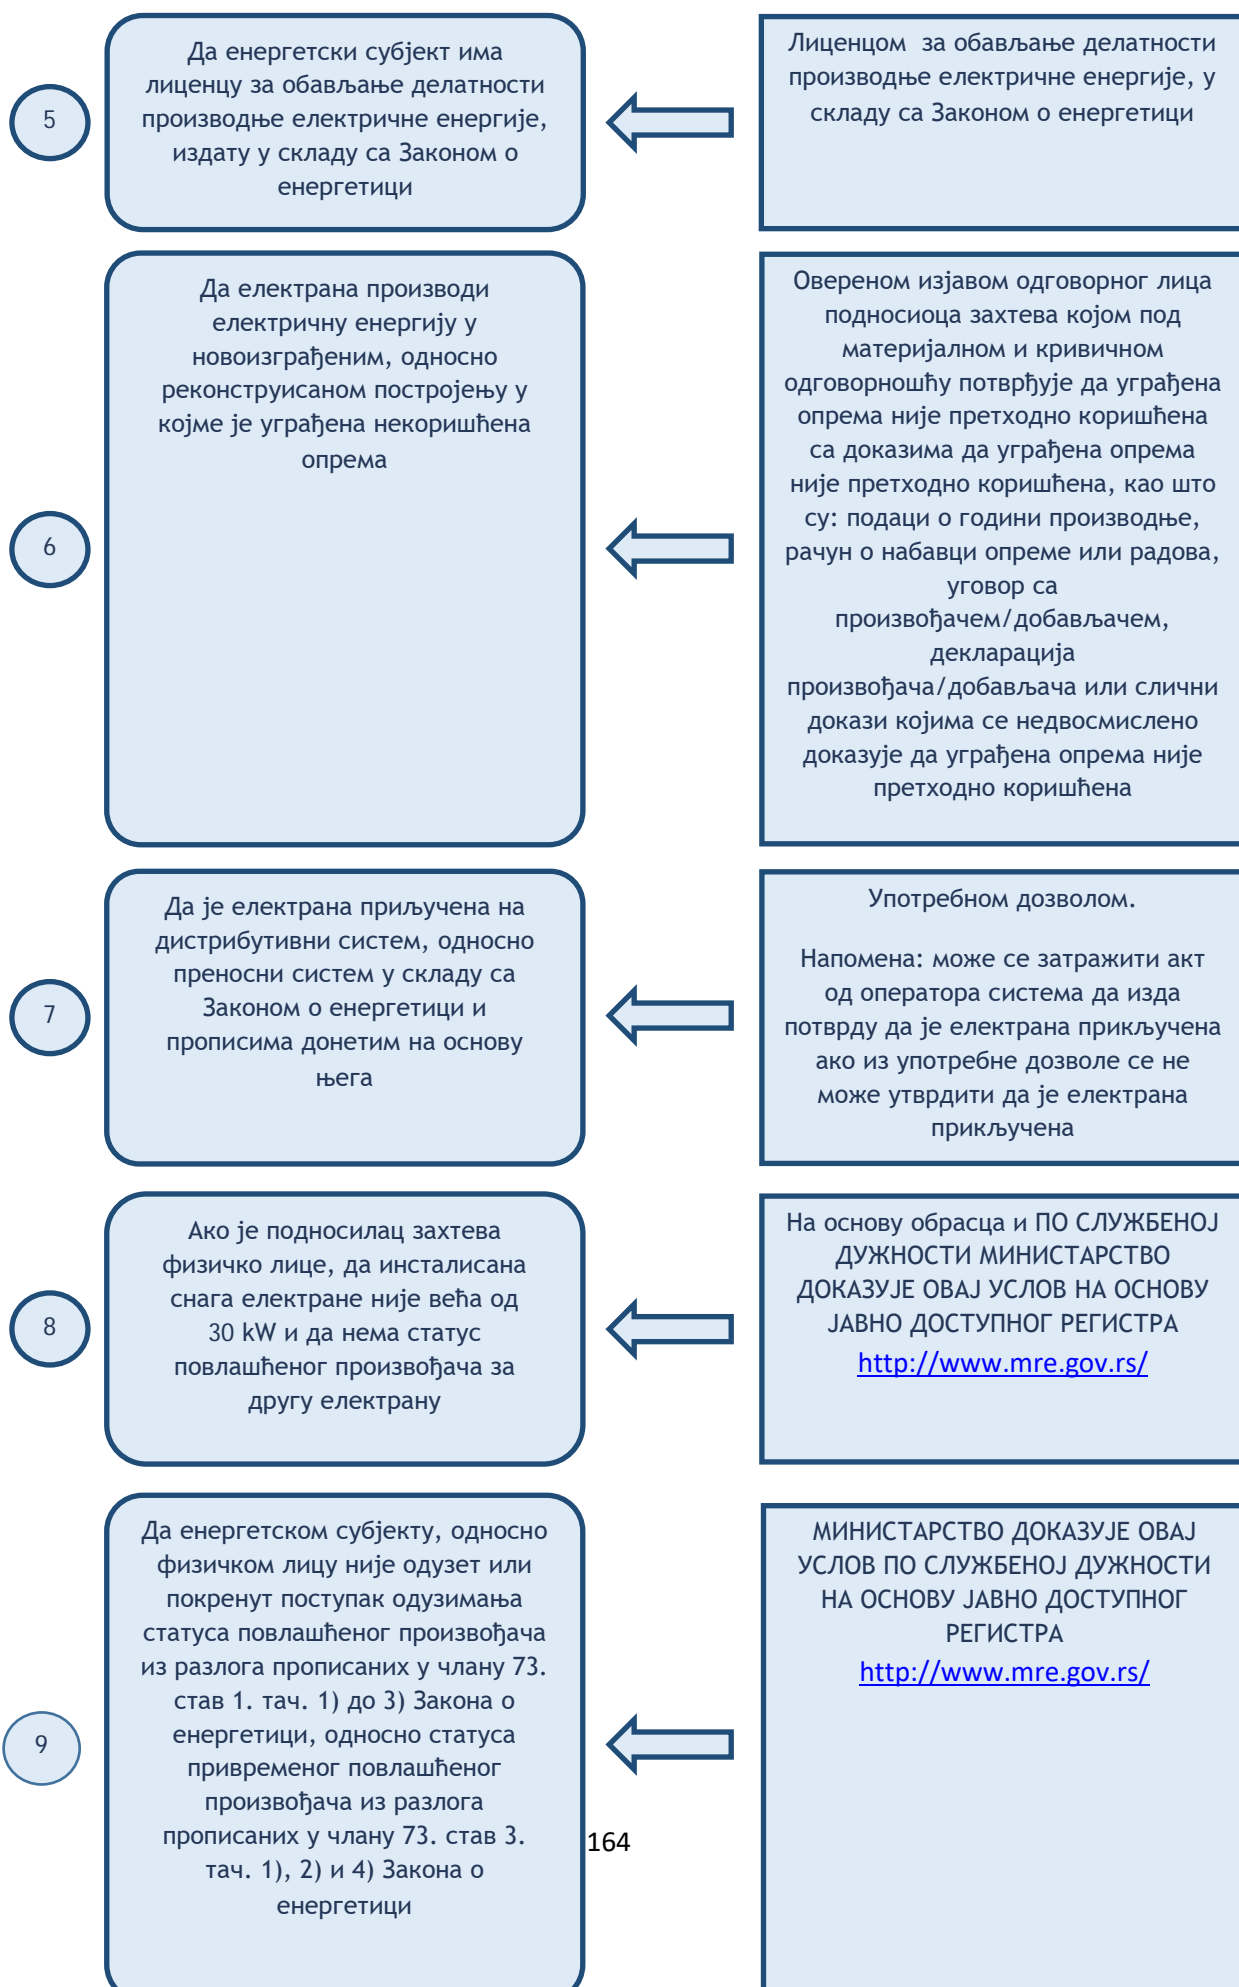 5
Да енергетски субјект има
лиценцу за обављање делатности
производње електричне енергије,
издату у складу са Законом о
енергетици
Лиценцом за обављање делатности
производње електричне енергије, у
складу са Законом о енергетици
6
Да електрана производи
електричну енергију у
новоизграђеним, односно
реконструисаном постројењу у
којме је уграђена некоришћена
опрема
Овереном изјавом одговорног лица
подносиоца захтева којом под
материјалном и кривичном
одговорношћу потврђује да уграђена
опрема није претходно коришћена
са доказима да уграђена опрема
није претходно коришћена, као што
су: подаци о години производње,
рачун о набавци опреме или радова,
уговор са
произвођачем/добављачем,
декларација
произвођача/добављача или слични
докази којима се недвосмислено
доказује да уграђена опрема није
претходно коришћена
7
Да је електрана приључена на
дистрибутивни систем, односно
преносни систем у складу са
Законом о енергетици и
прописима донетим на основу
њега
Употребном дозволом.
Напомена: може се затражити акт
од оператора система да изда
потврду да је електрана прикључена
ако из употребне дозволе се не
може утврдити да је електрана
прикључена
8
Ако је подносилац захтева
физичко лице, да инсталисана
снага електране није већа од
30 kW и да нема статус
повлашћеног произвођача за
другу електрану
На основу обрасца и ПО СЛУЖБЕНОЈ
ДУЖНОСТИ МИНИСТАРСТВО
ДОКАЗУЈЕ ОВАЈ УСЛОВ НА ОСНОВУ
ЈАВНО ДОСТУПНОГ РЕГИСТРА
http://www.mre.gov.rs/
9
Да енергетском субјекту, односно
физичком лицу није одузет или
покренут поступак одузимања
статуса повлашћеног произвођача
из разлога прописаних у члану 73.
став 1. тач. 1) до 3) Закона о
енергетици, односно статуса
привременог повлашћеног
произвођача из разлога
прописаних у члану 73. став 3.
тач. 1), 2) и 4) Закона о
енергетици
МИНИСТАРСТВО ДОКАЗУЈЕ ОВАЈ
УСЛОВ ПО СЛУЖБЕНОЈ ДУЖНОСТИ
НА ОСНОВУ ЈАВНО ДОСТУПНОГ
РЕГИСТРА
http://www.mre.gov.rs/
164